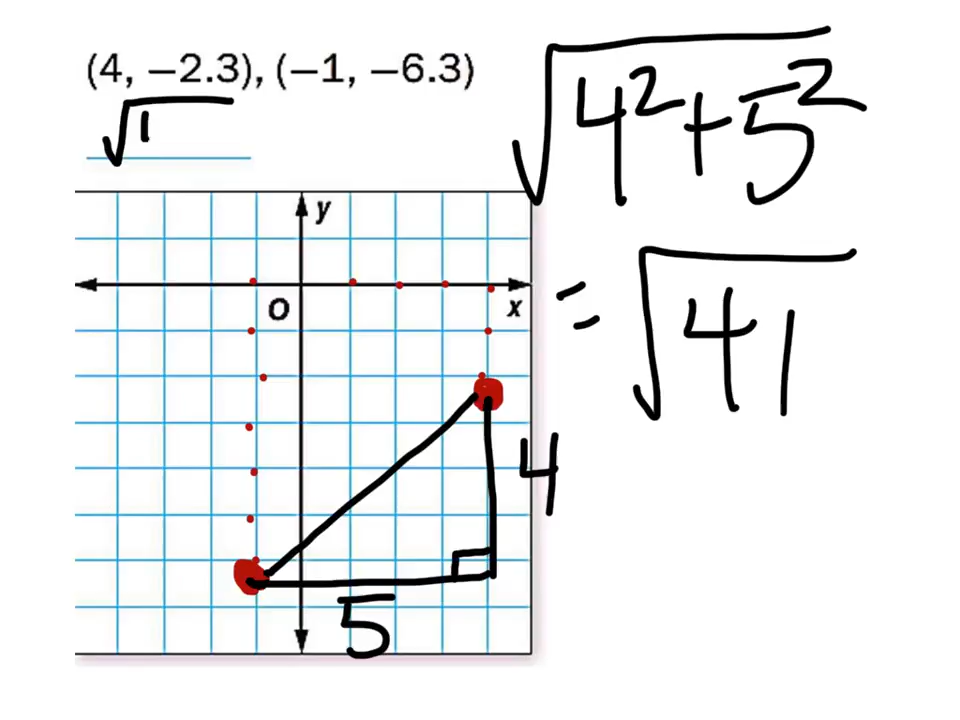 (4, −2.3), (−1, −6.3)
√1
√4² + 5²
= √41
y
O
x
4
5